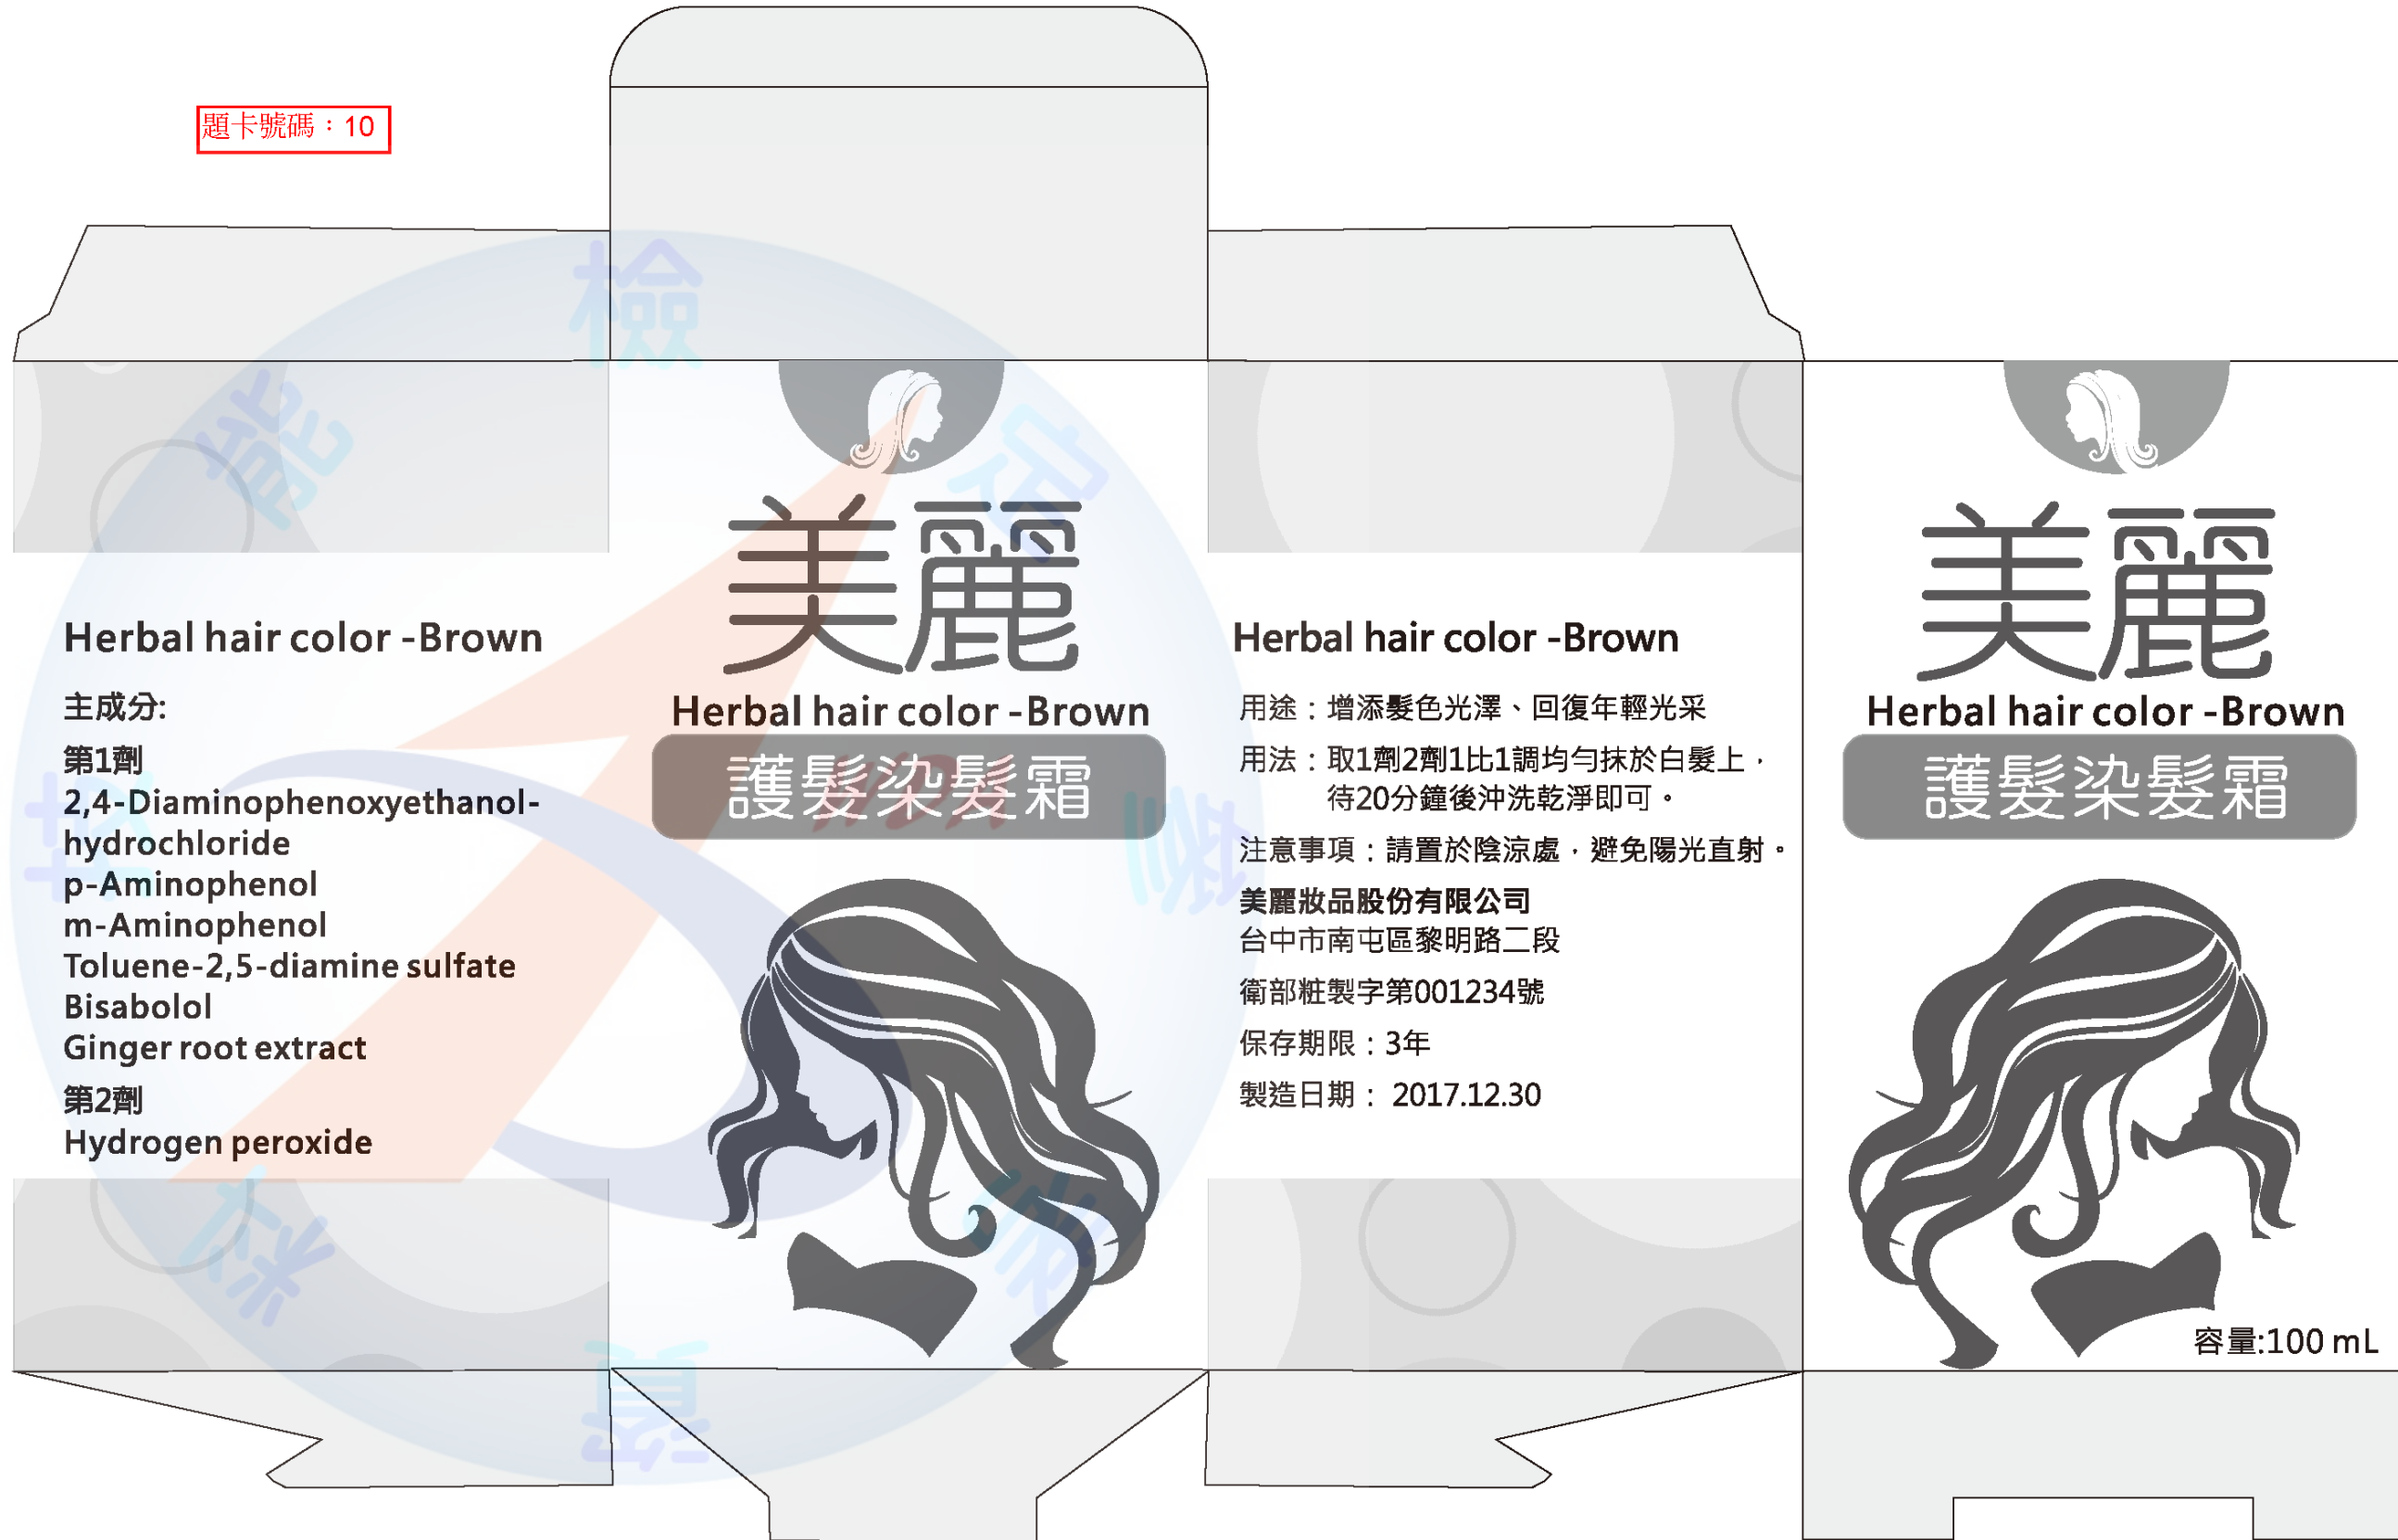 題卡號碼：10
Herbal hair color -Brown
主成分:
第1劑
2,4-Diaminophenoxyethanol-
hydrochloride
p-Aminophenol
m-Aminophenol
Toluene-2,5-diamine sulfate
Bisabolol
Ginger root extract
第2劑
Hydrogen peroxide
美麗
Herbal hair color -Brown
護髮染髮霜
Herbal hair color -Brown
用途：增添髮色光澤、回復年輕光采
用法：取1劑2劑1比1調均勻抹於白髮上，
待20分鐘後沖洗乾淨即可。
注意事項：請置於陰涼處，避免陽光直射。
美麗妝品股份有限公司
台中市南屯區黎明路二段
衛部粧製字第001234號
保存期限：3年
製造日期： 2017.12.30
美麗
Herbal hair color -Brown
護髮染髮霜
容量:100 mL